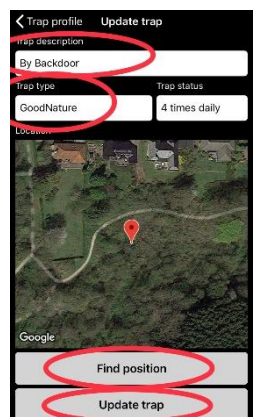 Trap profile Update trap
Trap description
By Backdoor
Trap type Trap status
GoodNature 4 times daily
Location
Google
Find position
Update trap